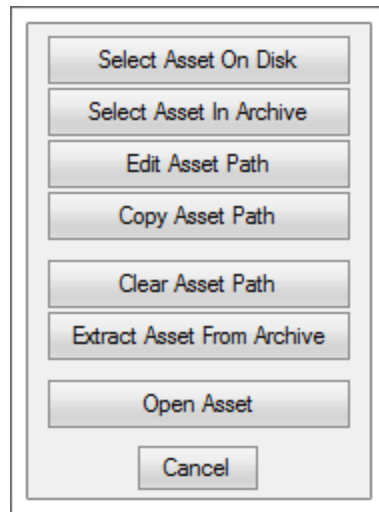 Select Asset On Disk
Select Asset In Archive
Edit Asset Path
Copy Asset Path
Clear Asset Path
Extract Asset From Archive
Open Asset
Cancel